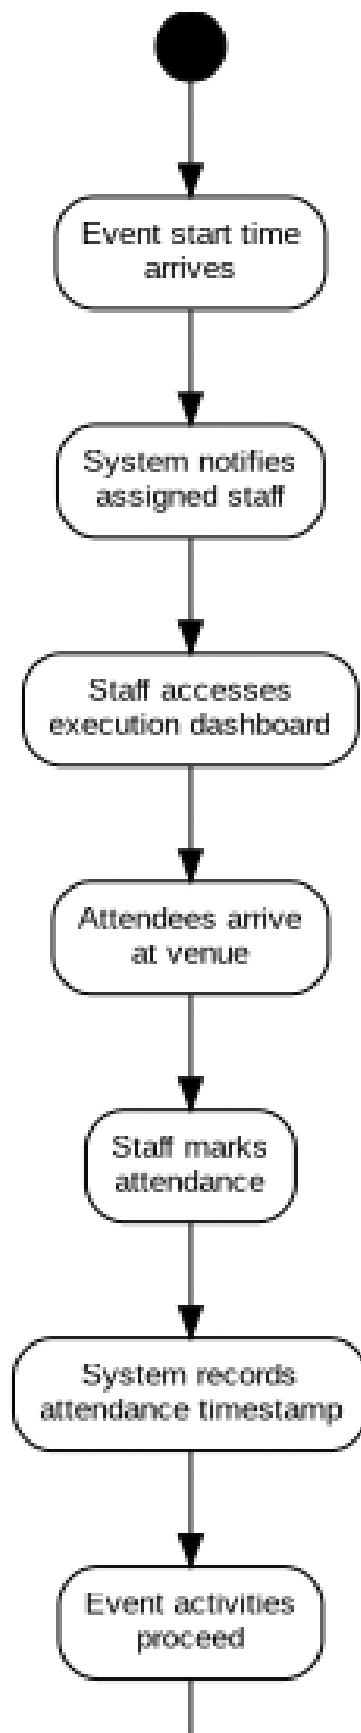 Event start time
arrives
System notifies
assigned staff
Staff accesses
execution dashboard
Attendees arrive
at venue
Staff marks
attendance
System records
attendance timestamp
Event activities
proceed